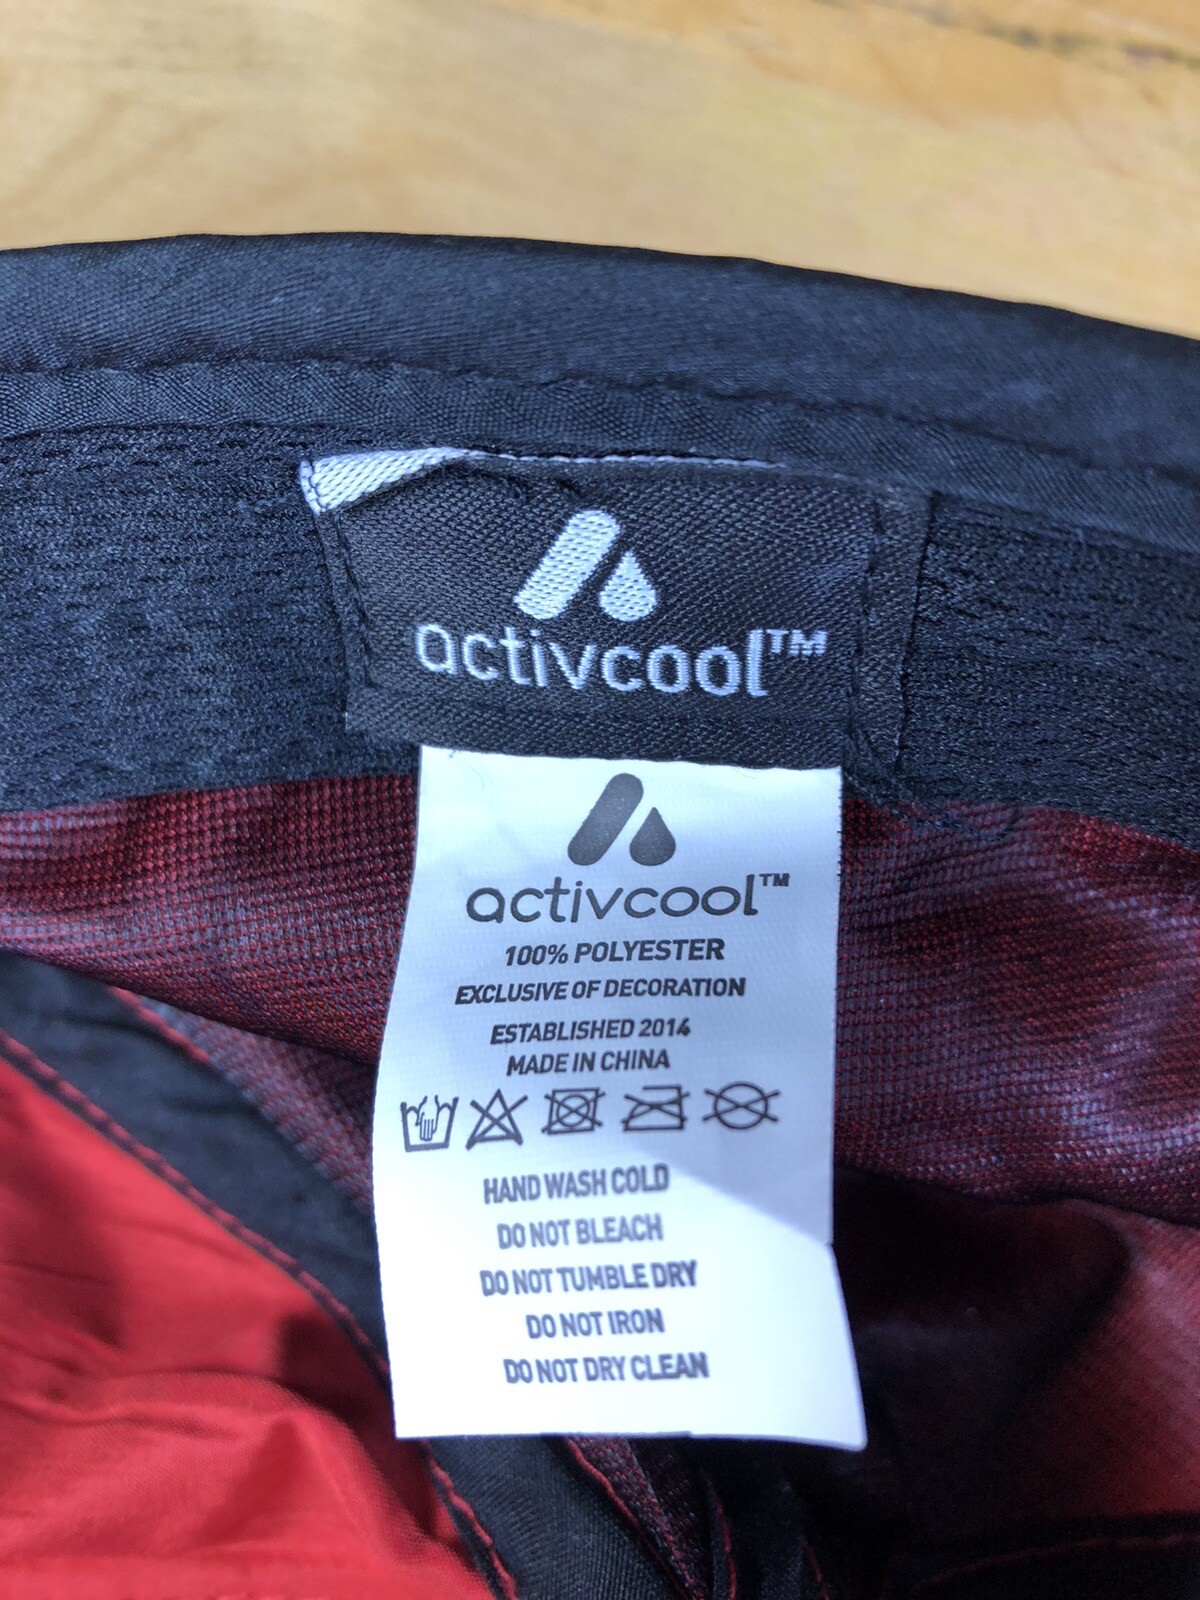 activcool™
activcool™
100% POLYESTER
EXCLUSIVE OF DECORATION
ESTABLISHED 2014
MADE IN CHINA
HAND WASH COLD
DO NOT BLEACH
DO NOT TUMBLE DRY
DO NOT IRON
DO NOT DRY CLEAN